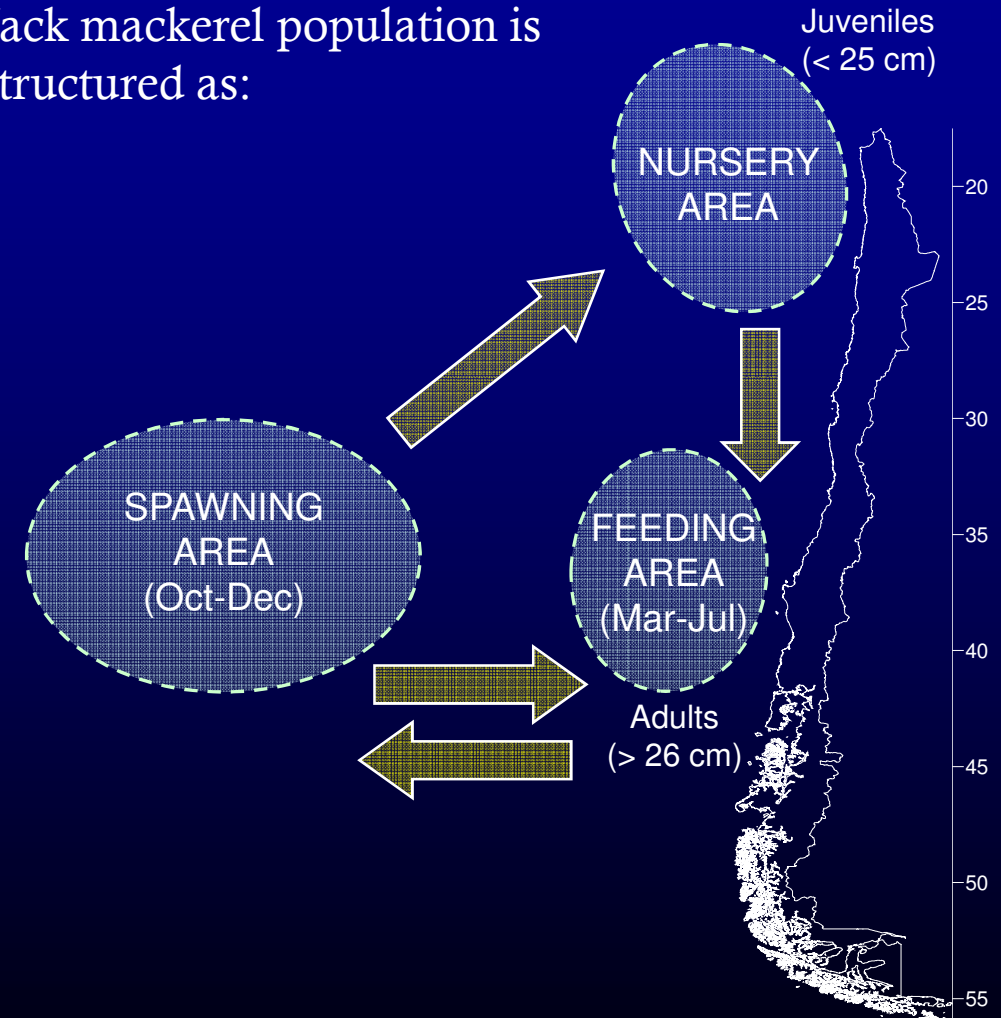 Jack mackerel population is
tructured as:
Juveniles
(< 25 cm)
NURSERY
AREA
20
25
30
SPAWNING
AREA
(Oct-Dec)
FEEDING
AREA
(Mar-Jul)
35
40
Adults
(> 26 cm)
45
50
55